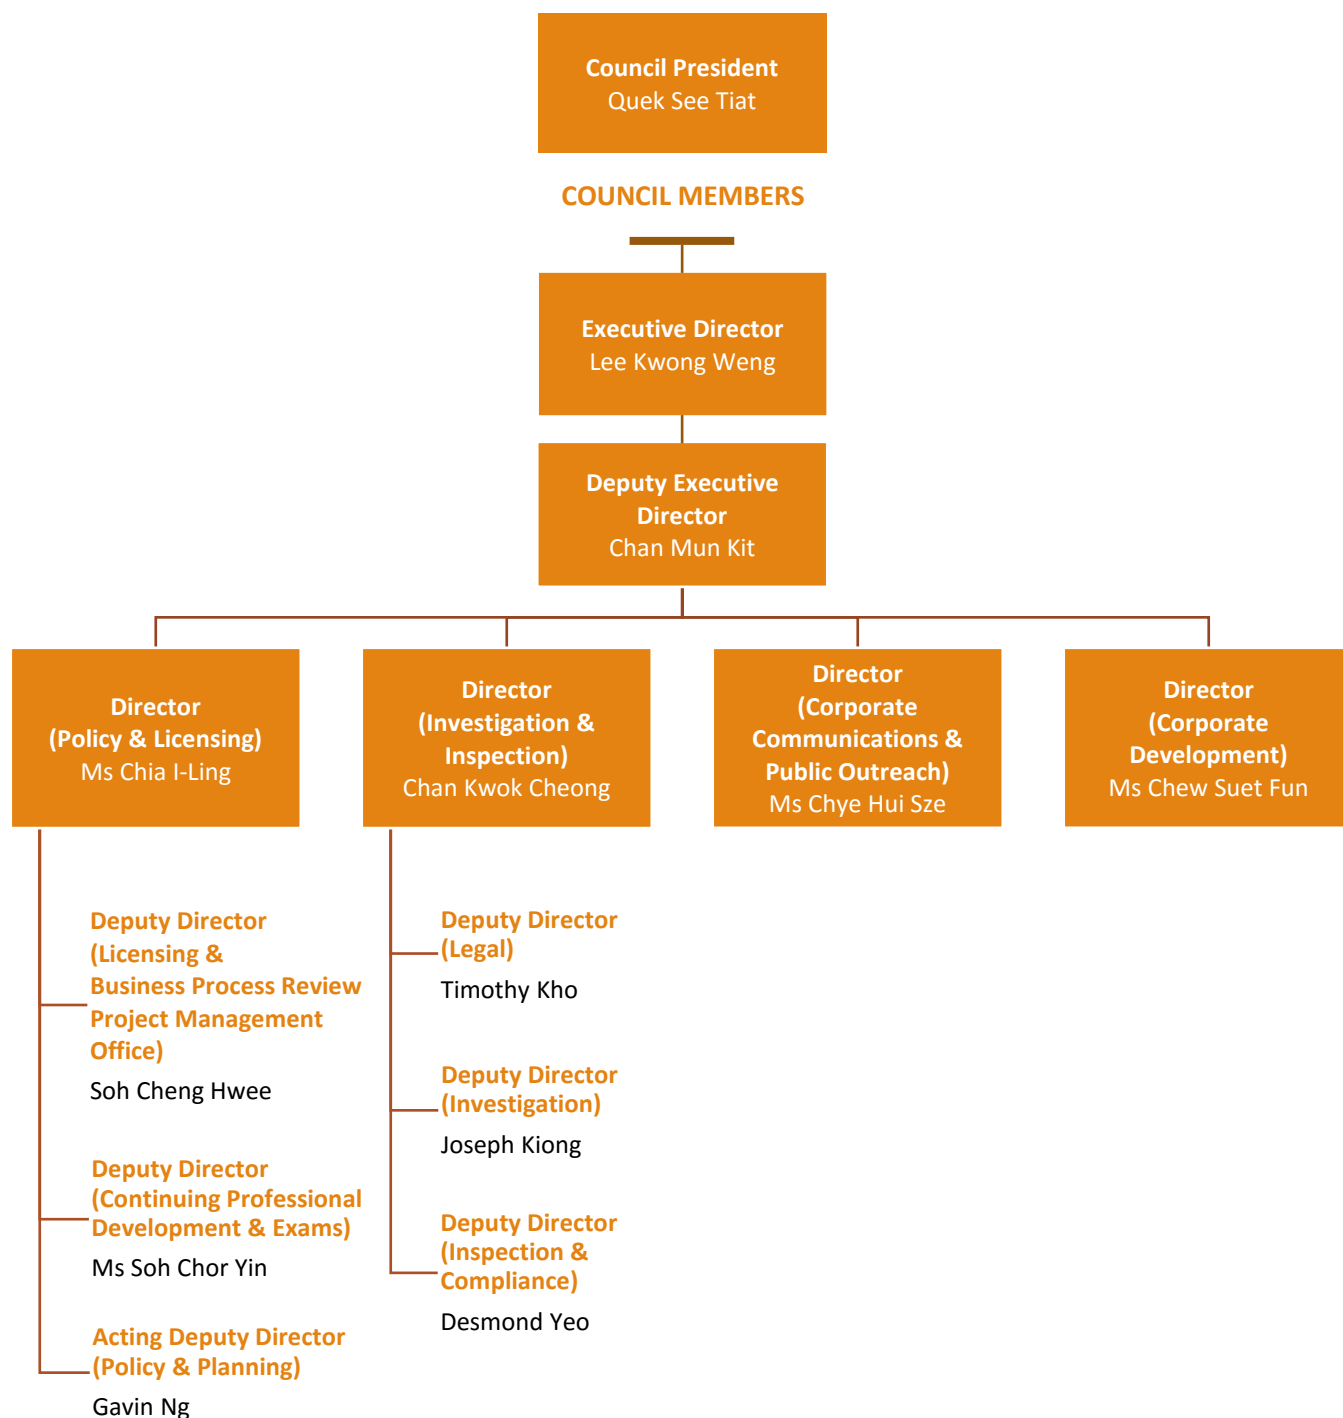 Council President
Quek See Tiat
COUNCIL MEMBERS
Executive Director
Lee Kwong Weng
Deputy Executive
Director
Chan Mun Kit
Director
(Policy & Licensing)
Ms Chia I-Ling
Director
(Investigation &
Inspection)
Chan Kwok Cheong
Director
(Corporate
Communications &
Public Outreach)
Ms Chye Hui Sze
Director
(Corporate
Development)
Ms Chew Suet Fun
Deputy Director
(Licensing &
Business Process Review
Project Management
Office)
Soh Cheng Hwee
Deputy Director
(Continuing Professional
Development & Exams)
Ms Soh Chor Yin
Acting Deputy Director
(Policy & Planning)
Gavin Ng
Deputy Director
(Legal)
Timothy Kho
Deputy Director
(Investigation)
Joseph Kiong
Deputy Director
(Inspection &
Compliance)
Desmond Yeo